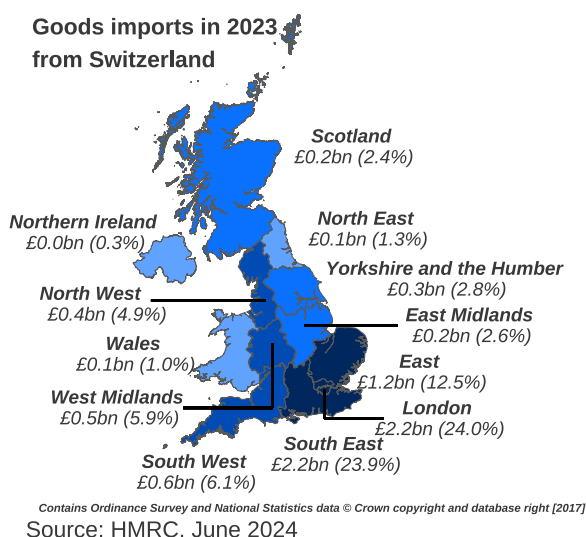 Goods imports in 2023
from Switzerland
Scotland
£0.2bn (2.4%)
Northern Ireland
£0.0bn (0.3%)
North East
£0.1bn (1.3%)
Yorkshire and the Humber
£0.3bn (2.8%)
North West
£0.4bn (4.9%)
East Midlands
£0.2bn (2.6%)
Wales
£0.1bn (1.0%)
East
£1.2bn (12.5%)
West Midlands
£0.5bn (5.9%)
London
£2.2bn (24.0%)
South East
£2.2bn (23.9%)
South West
£0.6bn (6.1%)
Contains Ordinance Survey and National Statistics data © Crown copyright and database right [2017]
Source: HMRC, June 2024